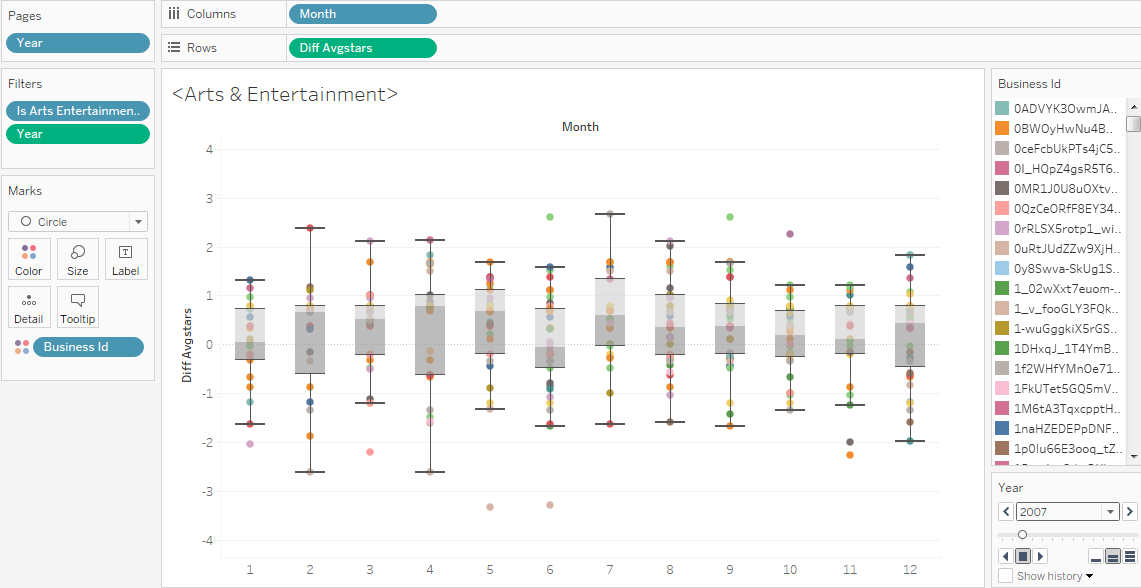 Pages
Year
Columns
Month
Rows
Diff Avgstars
Filters
Is Arts Entertainmen..
Year
Marks
Circle
Color
Size
Label
Detail
Tooltip
Business Id
<Arts & Entertainment>
Month
Diff Avgstars
4
3
2
1
0
-1
-2
-3
-4
1 2 3 4 5 6 7 8 9 10 11 12
Business Id
0ADVYK3OwmJA..
0BWOyHwNu4B..
0ceFcbUkPTs4jC5..
0I_HQpZ4gsR5T6..
0MR1J0U8uOXtv..
0QzCeORfF8EY34..
0rRLSX5rotp1_wi..
0uRtJUdZZw9XjH..
0y8Swva-SkUg1S..
1_02wXxt7euom-..
1_v_fooGLY3FQk..
1-wuGggkiX5rGS..
1DHxqJ_1T4YmB..
1f2WHfYMnOe71..
1FkUTet5GQ5mV..
1M6tA3TqxcpptH..
1naHZEDEPpDNF..
1p0Iu66E3ooq_tZ..
Year
2007
Show history